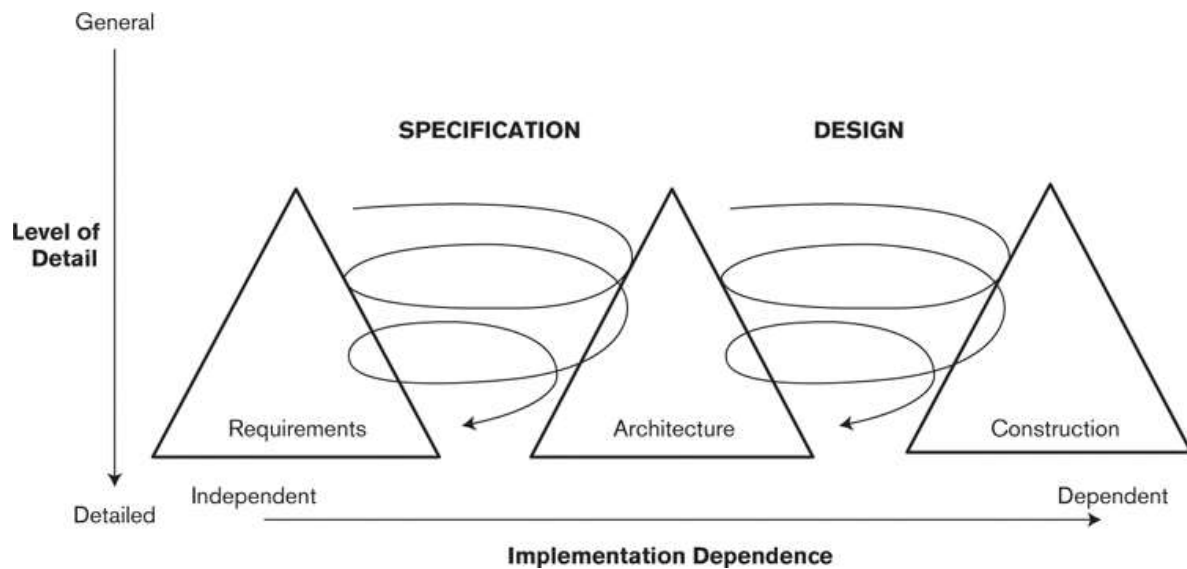 General
SPECIFICATION
DESIGN
Level of
Detail
Requirements
Architecture
Construction
Independent
Dependent
Detailed
Implementation Dependence